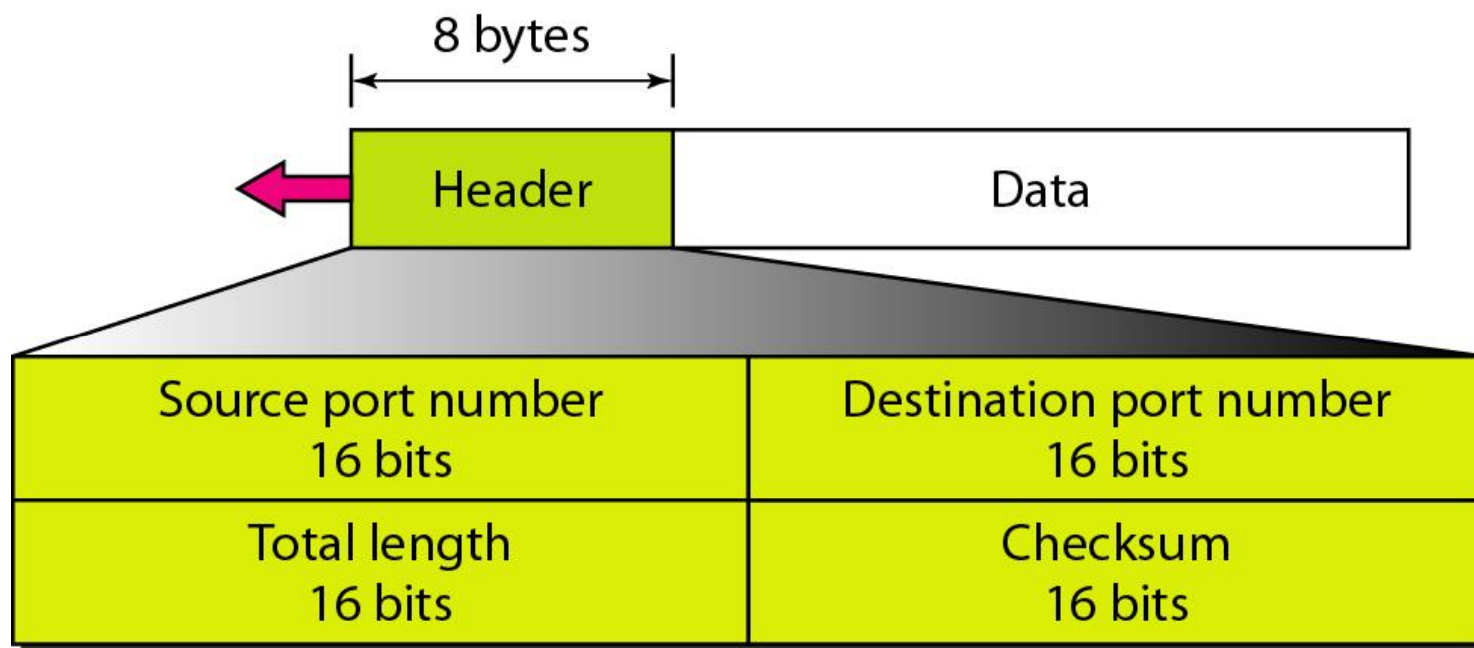 8 bytes
Header
Data
Source port number
16 bits
Destination port number
16 bits
Total length
16 bits
Checksum
16 bits